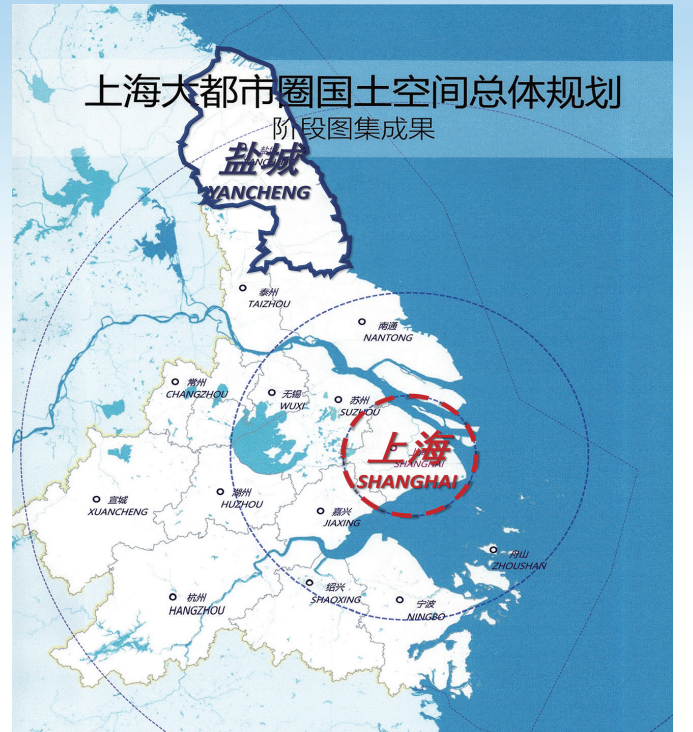 上海大都市圈国土空间总体规划
阶段图集成果
盐城
YANCHENG
泰州
TAIZHOU
南通
NANTONG
常州
CHANGZHOU
无锡
WUXI
苏州
SUZHOU
上海
SHANGHAI
SHANGHAI
宣城
XUANCHENG
湖州
HUZHOU
嘉兴
JIAXING
舟山
ZHOUSHAN
杭州
HANGZHOU
绍兴
SHAOXING
宁波
NINGBO